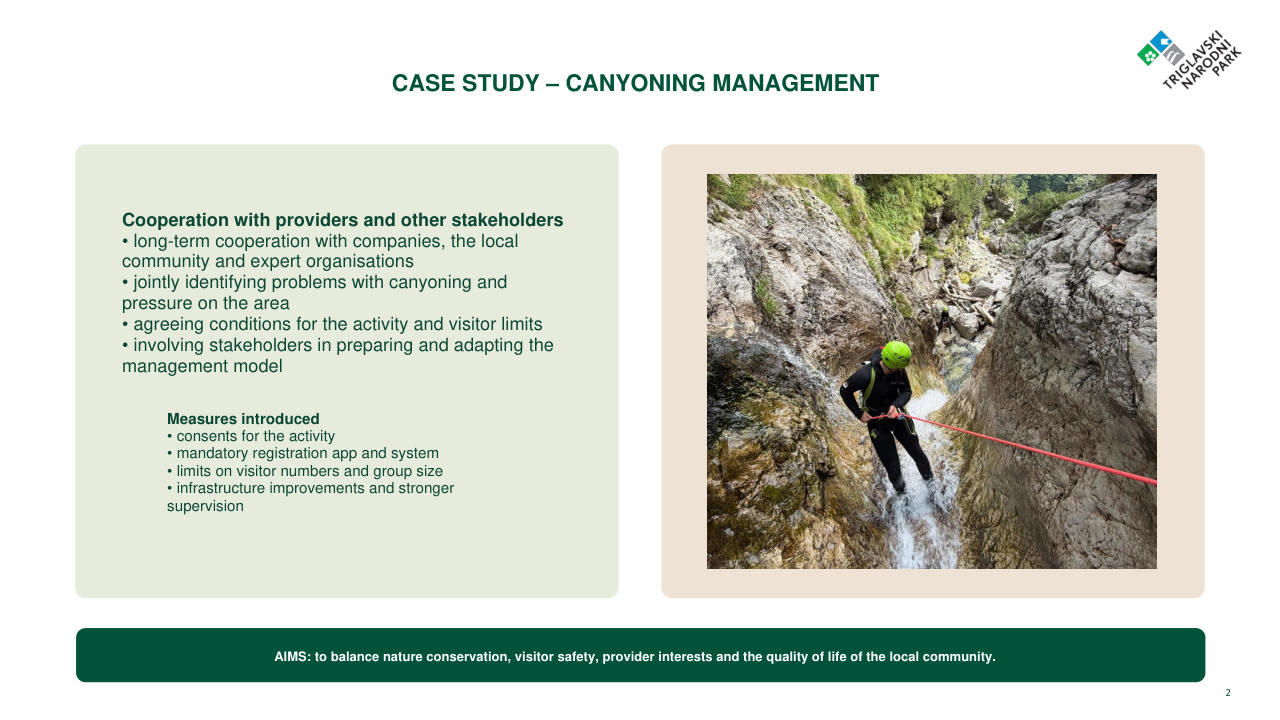 TRIGLAVSKI
NARODNI
PARK
CASE STUDY – CANYONING MANAGEMENT
Cooperation with providers and other stakeholders
• long-term cooperation with companies, the local
community and expert organisations
• jointly identifying problems with canyoning and
pressure on the area
• agreeing conditions for the activity and visitor limits
• involving stakeholders in preparing and adapting the
management model
Measures introduced
• consents for the activity
• mandatory registration app and system
• limits on visitor numbers and group size
• infrastructure improvements and stronger
supervision
AIMS: to balance nature conservation, visitor safety, provider interests and the quality of life of the local community.
2